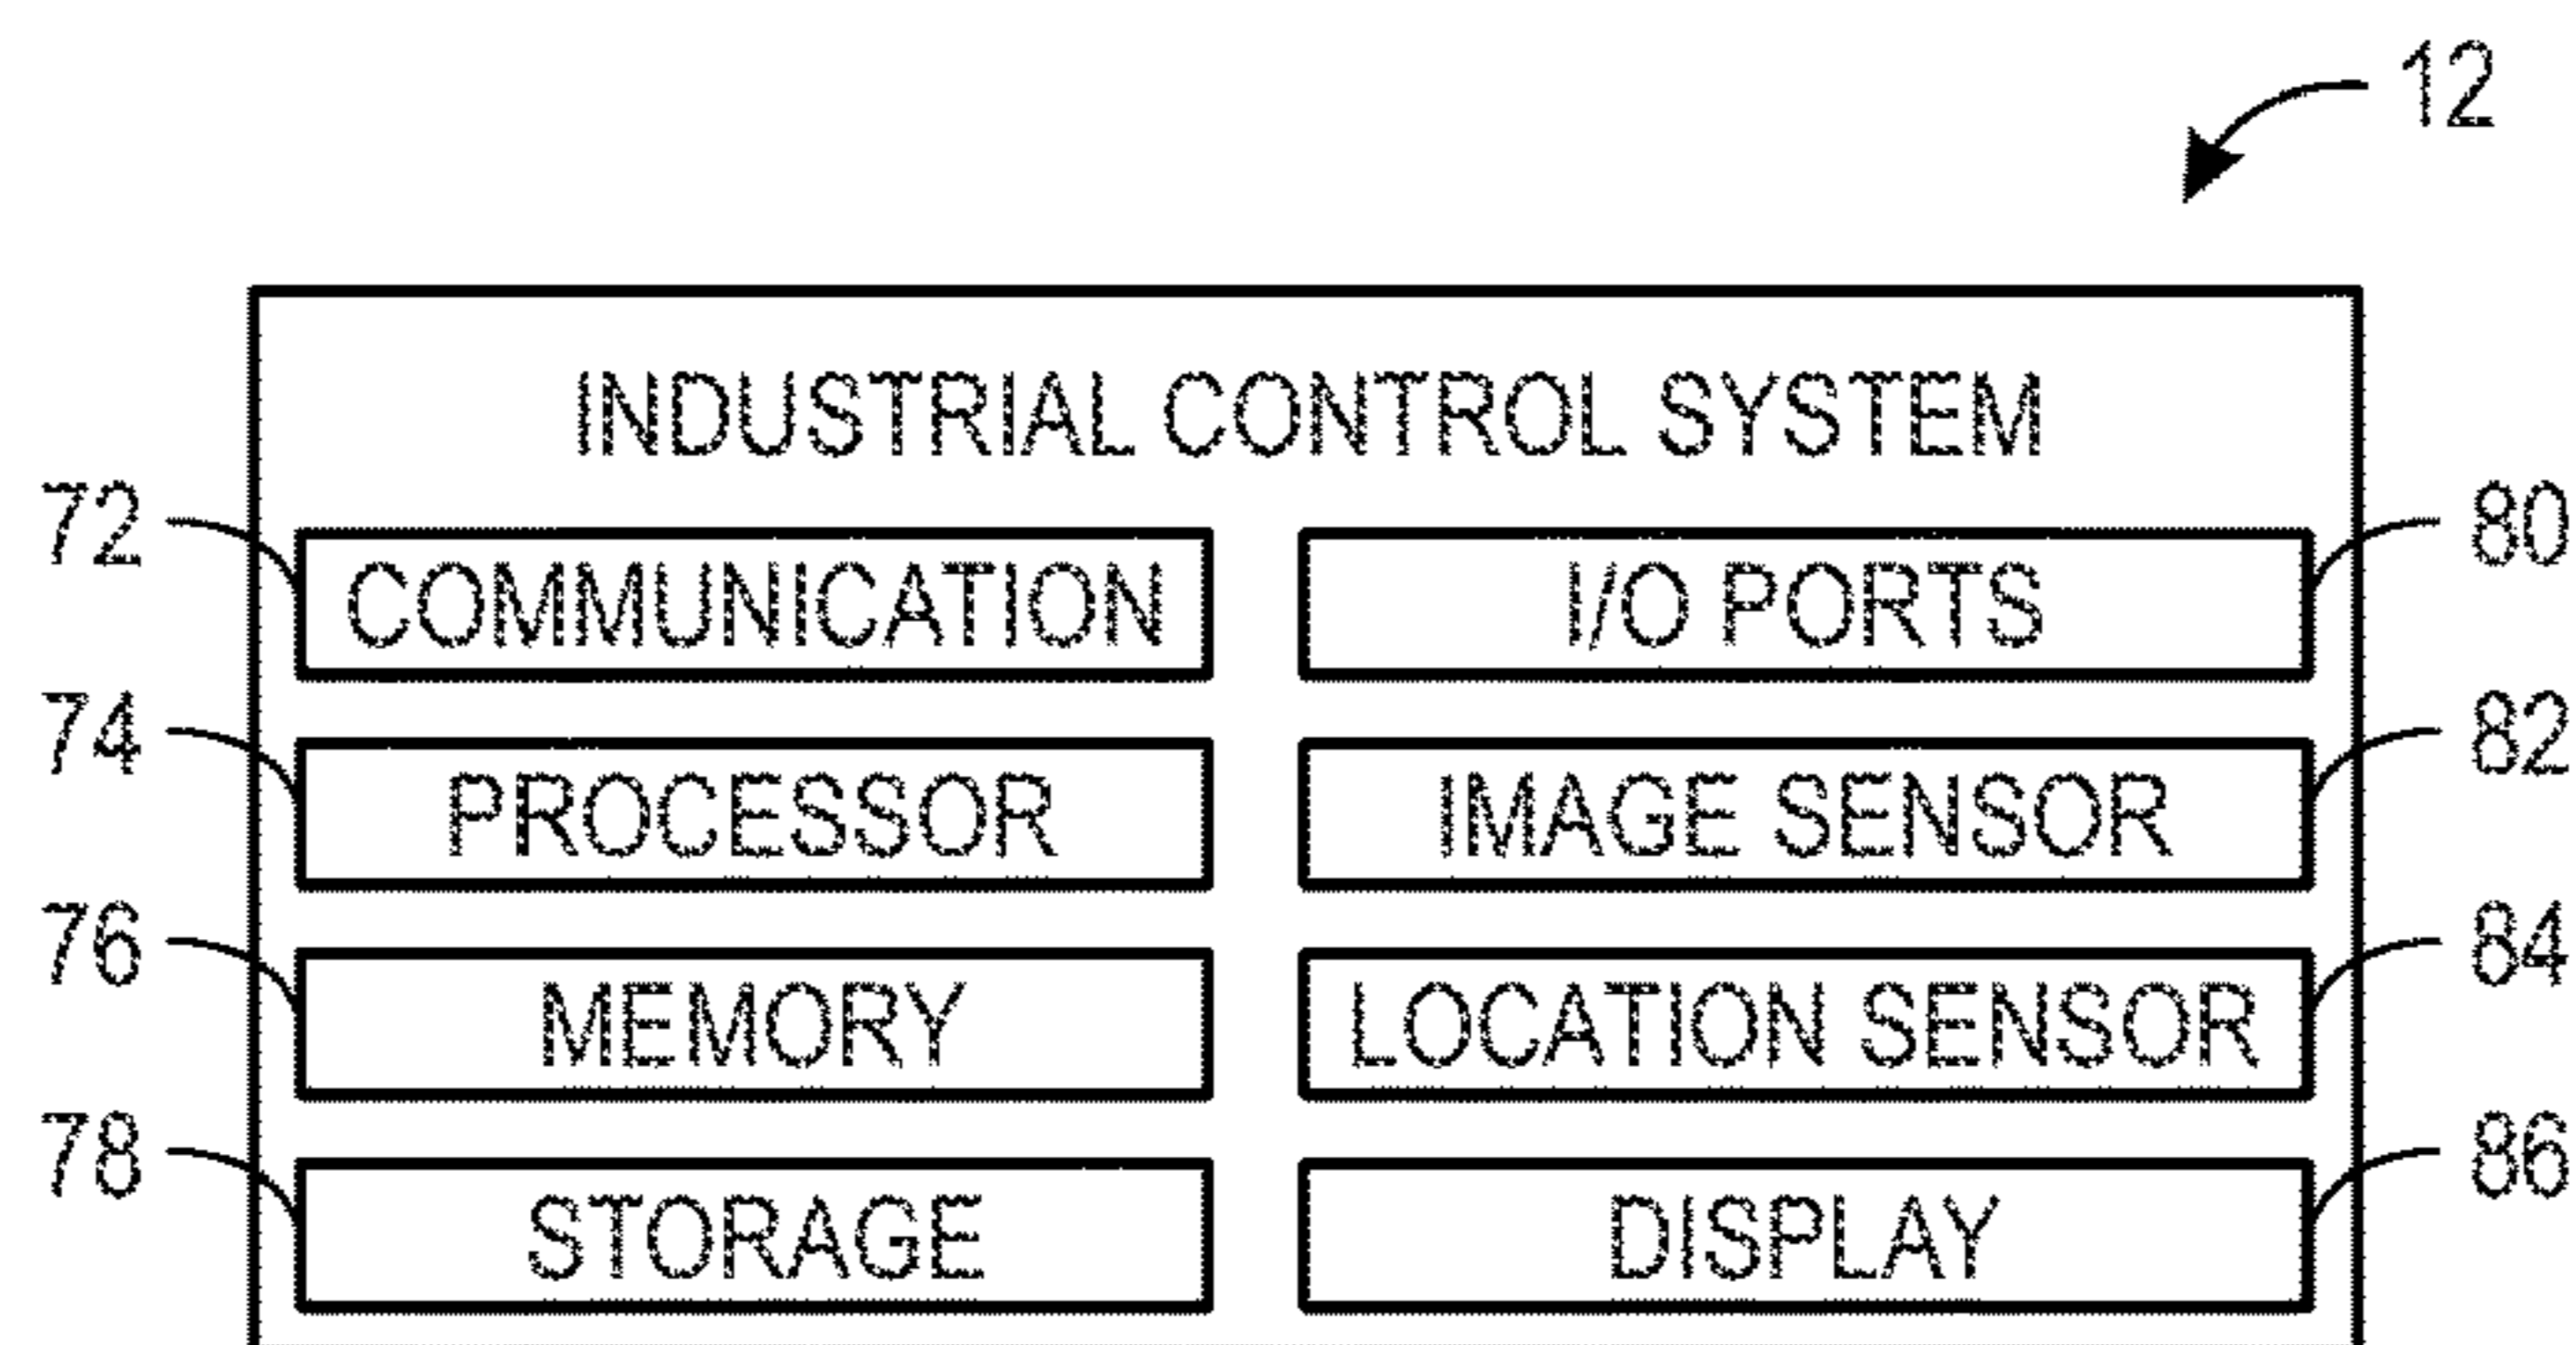 12
INDUSTRIAL CONTROL SYSTEM
72 COMMUNICATION I/O PORTS 80
74 PROCESSOR IMAGE SENSOR 82
76 MEMORY LOCATION SENSOR 84
78 STORAGE DISPLAY 86